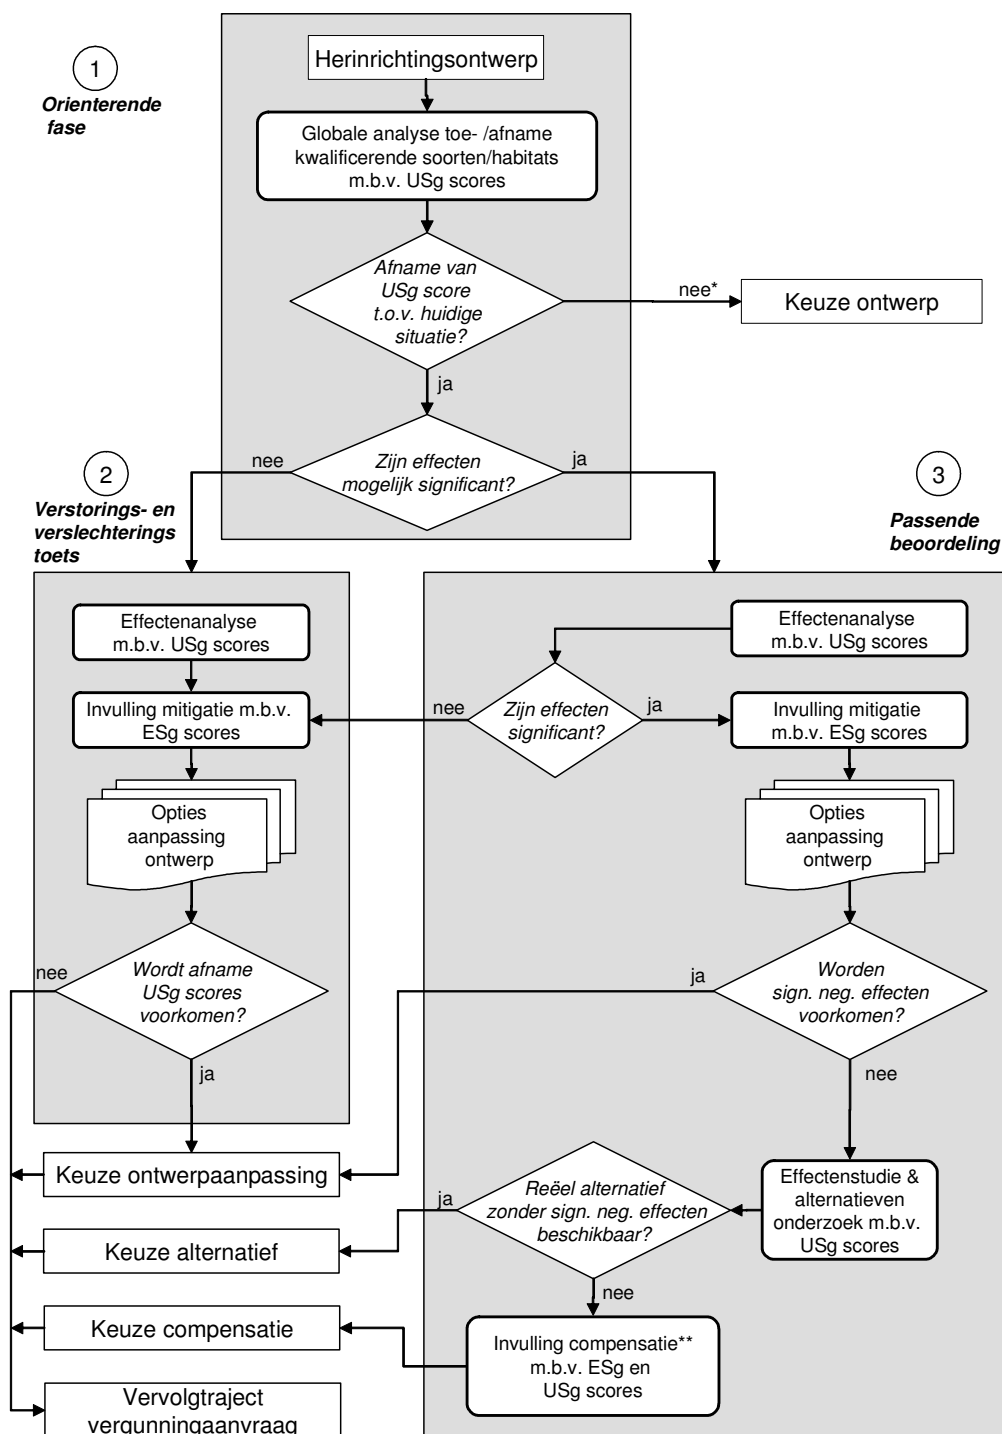 1
Orienterende
fase
Herinrichtingsontwerp
Globale analyse toe- /afname
kwalificerende soorten/habitats
m.b.v. USg scores
Afname van
USg score
t.o.v. huidige
situatie?
nee*
Keuze ontwerp
ja
Zijn effecten
mogelijk significant?
nee
ja
2
Verstorings- en
verslechterings
toets
3
Passende
beoordeling
Effectenanalyse
m.b.v. USg scores
Invulling mitigatie m.b.v.
ESg scores
Opties
aanpassing
ontwerp
Wordt afname
USg scores
voorkomen?
nee
ja
Effectenanalyse
m.b.v. USg scores
Zijn effecten
significant?
nee
ja
Invulling mitigatie
m.b.v. ESg scores
Opties
aanpassing
ontwerp
Worden
sign. neg. effecten
voorkomen?
ja
nee
Effectenstudie &
alternatieven
onderzoek m.b.v.
USg scores
Reëel alternatief
zonder sign. neg. effecten
beschikbaar?
ja
nee
Invulling compensatie**
m.b.v. ESg en
USg scores
Keuze ontwerpaanpassing
Keuze alternatief
Keuze compensatie
Vervolgtraject
vergunningaanvraag